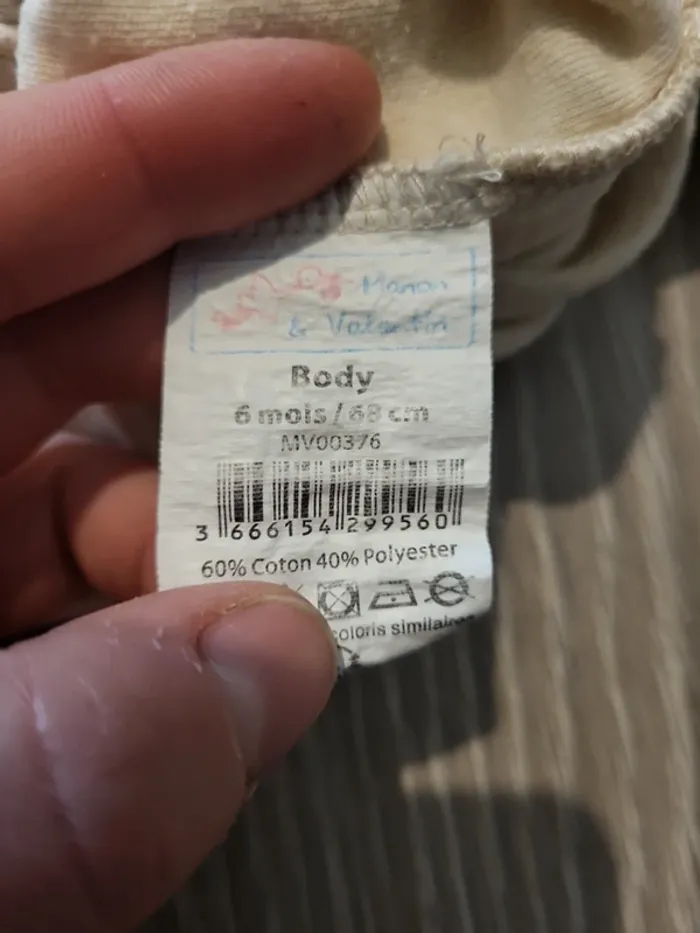 Manon
& Valentin
Body
6 mois / 68 cm
MV00376
3 666154 299560
60% Coton 40% Polyester
coloris similaires